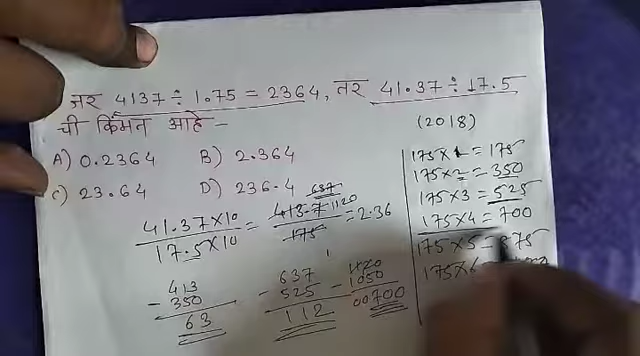 जर 4137 ÷ 1.75 = 2364, तर 41.37 ÷ 17.5
ची किंमत आहे -
(2018)
A) 0.2364 B) 2.364
C) 23.64 D) 236.4
41.37×10 / 17.5×10 = 413.7 / 175 = 2.36
637
1120
413
- 350
63
637
- 525
112
1120
- 1050
00700
175×1 = 175
175×2 = 350
175×3 = 525
175×4 = 700
175×5 = 875
175×6 =